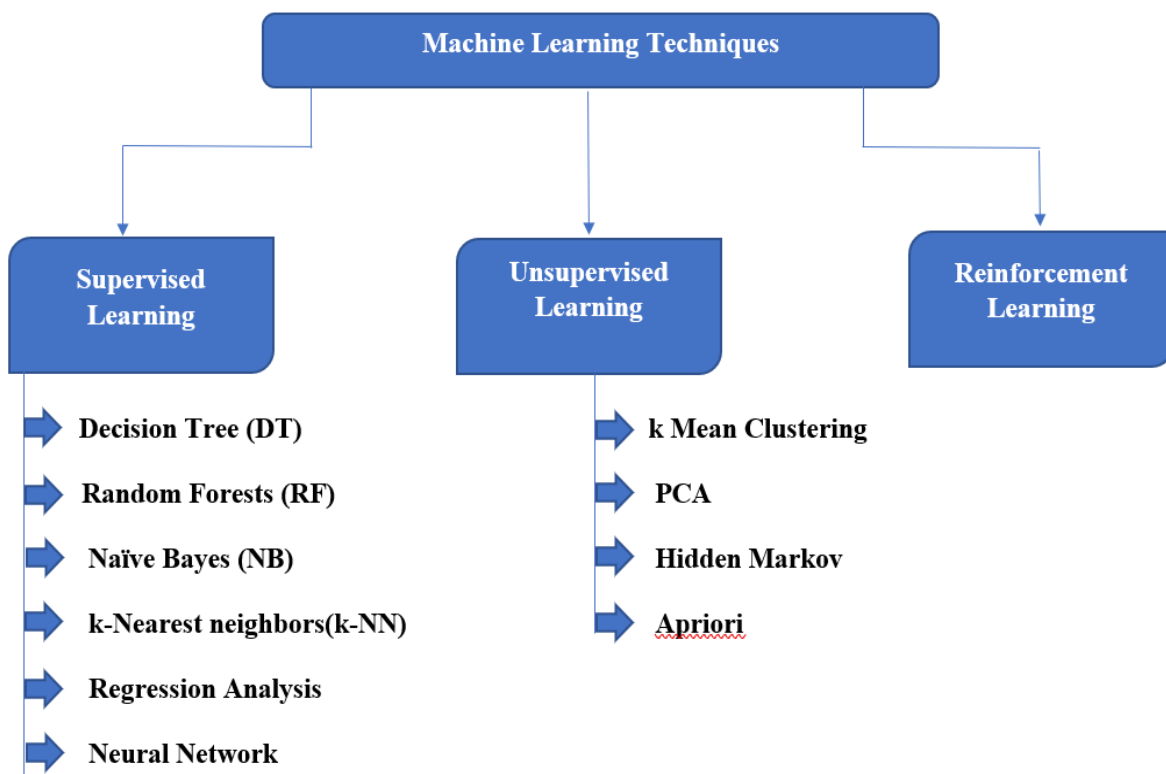 Machine Learning Techniques
Supervised
Learning
Unsupervised
Learning
Reinforcement
Learning
Decision Tree (DT)
Random Forests (RF)
Naïve Bayes (NB)
k-Nearest neighbors(k-NN)
Regression Analysis
Neural Network
k Mean Clustering
PCA
Hidden Markov
Apriori